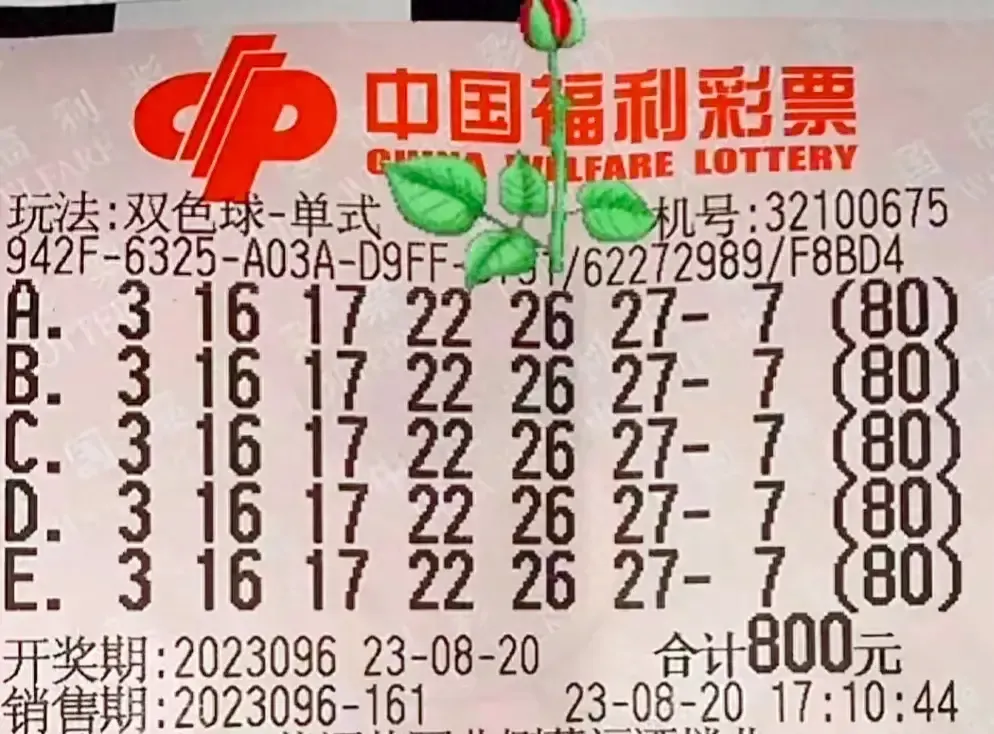 中国福利彩票
CHINA WELFARE LOTTERY
玩法:双色球-单式 机号:32100675
942F-6325-A03A-D9FF- /62272989/F8BD4
A. 3 16 17 22 26 27- 7 (80)
B. 3 16 17 22 26 27- 7 (80)
C. 3 16 17 22 26 27- 7 (80)
D. 3 16 17 22 26 27- 7 (80)
E. 3 16 17 22 26 27- 7 (80)
开奖期:2023096 23-08-20 合计800元
销售期:2023096-161 23-08-20 17:10:44